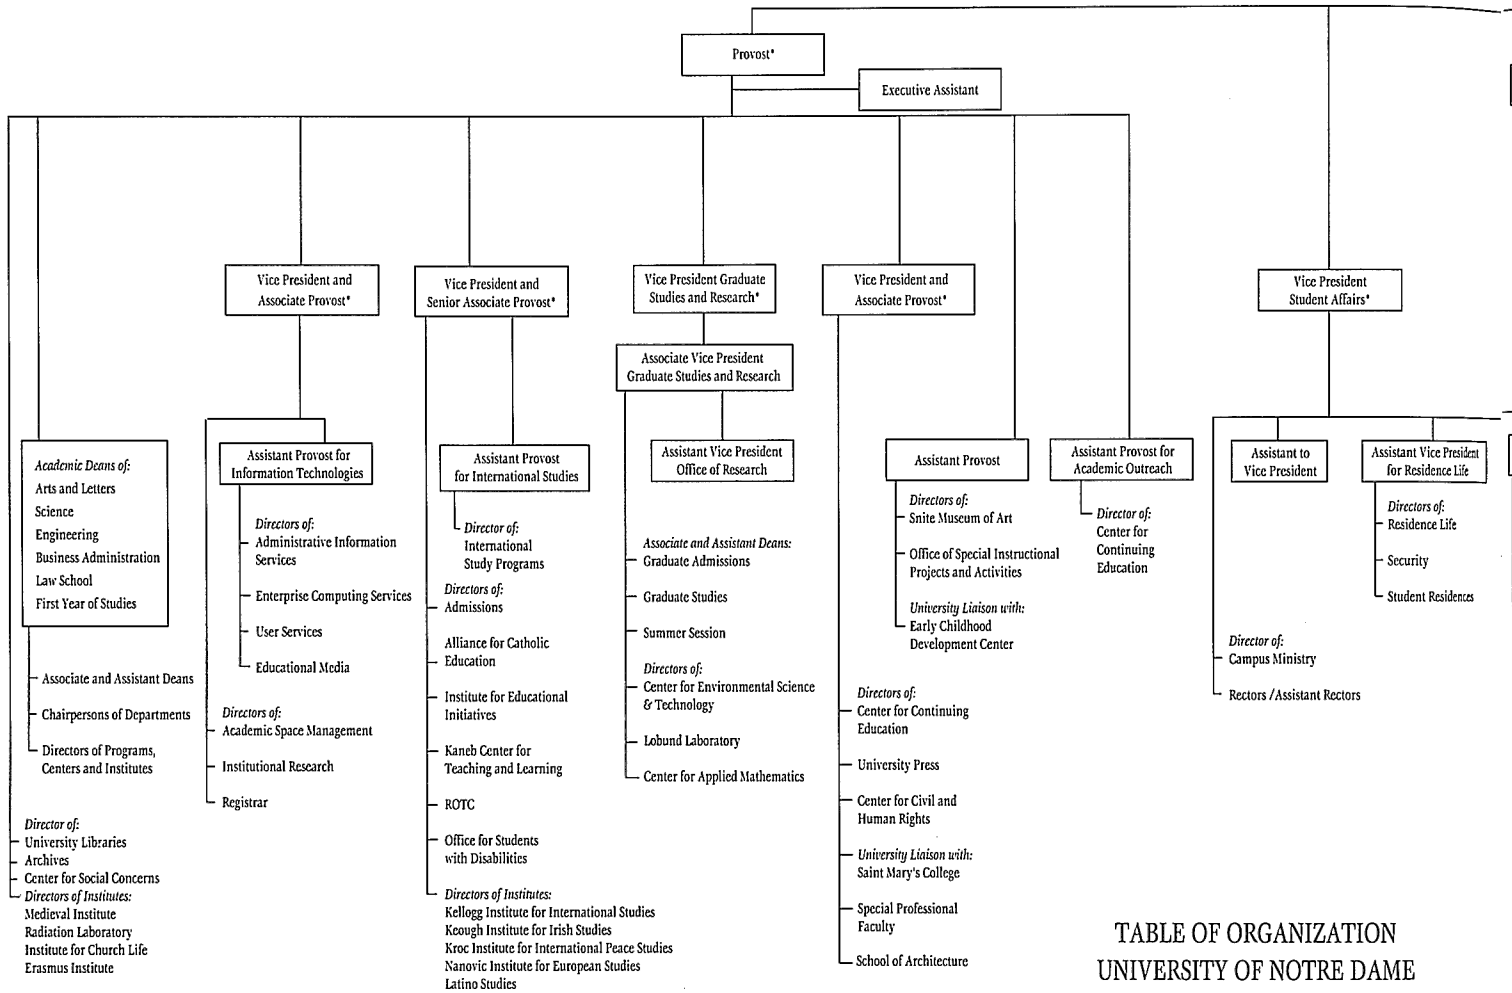 Provost*
Executive Assistant
Vice President and
Associate Provost*
Vice President and
Senior Associate Provost*
Vice President Graduate
Studies and Research*
Vice President and
Associate Provost*
Vice President
Student Affairs*
Associate Vice President
Graduate Studies and Research
Academic Deans of:
Arts and Letters
Science
Engineering
Business Administration
Law School
First Year of Studies
Associate and Assistant Deans
Chairpersons of Departments
Directors of Programs,
Centers and Institutes
Director of:
University Libraries
Archives
Center for Social Concerns
Directors of Institutes:
Medieval Institute
Radiation Laboratory
Institute for Church Life
Erasmus Institute
Assistant Provost for
Information Technologies
Directors of:
Administrative Information
Services
Enterprise Computing Services
User Services
Educational Media
Directors of:
Academic Space Management
Institutional Research
Registrar
Assistant Provost
for International Studies
Director of:
International
Study Programs
Directors of:
Admissions
Alliance for Catholic
Education
Institute for Educational
Initiatives
Kaneb Center for
Teaching and Learning
ROTC
Office for Students
with Disabilities
Directors of Institutes:
Kellogg Institute for International Studies
Keough Institute for Irish Studies
Kroc Institute for International Peace Studies
Nanovic Institute for European Studies
Latino Studies
Assistant Vice President
Office of Research
Associate and Assistant Deans:
Graduate Admissions
Graduate Studies
Summer Session
Directors of:
Center for Environmental Science
& Technology
Lobund Laboratory
Center for Applied Mathematics
Assistant Provost
Directors of:
Snite Museum of Art
Office of Special Instructional
Projects and Activities
University Liaison with:
Early Childhood
Development Center
Directors of:
Center for Continuing
Education
University Press
Center for Civil and
Human Rights
University Liaison with:
Saint Mary's College
Special Professional
Faculty
School of Architecture
Assistant Provost for
Academic Outreach
Director of:
Center for
Continuing
Education
Assistant to
Vice President
Assistant Vice President
for Residence Life
Directors of:
Residence Life
Security
Student Residences
Director of:
Campus Ministry
Rectors / Assistant Rectors
TABLE OF ORGANIZATION
UNIVERSITY OF NOTRE DAME